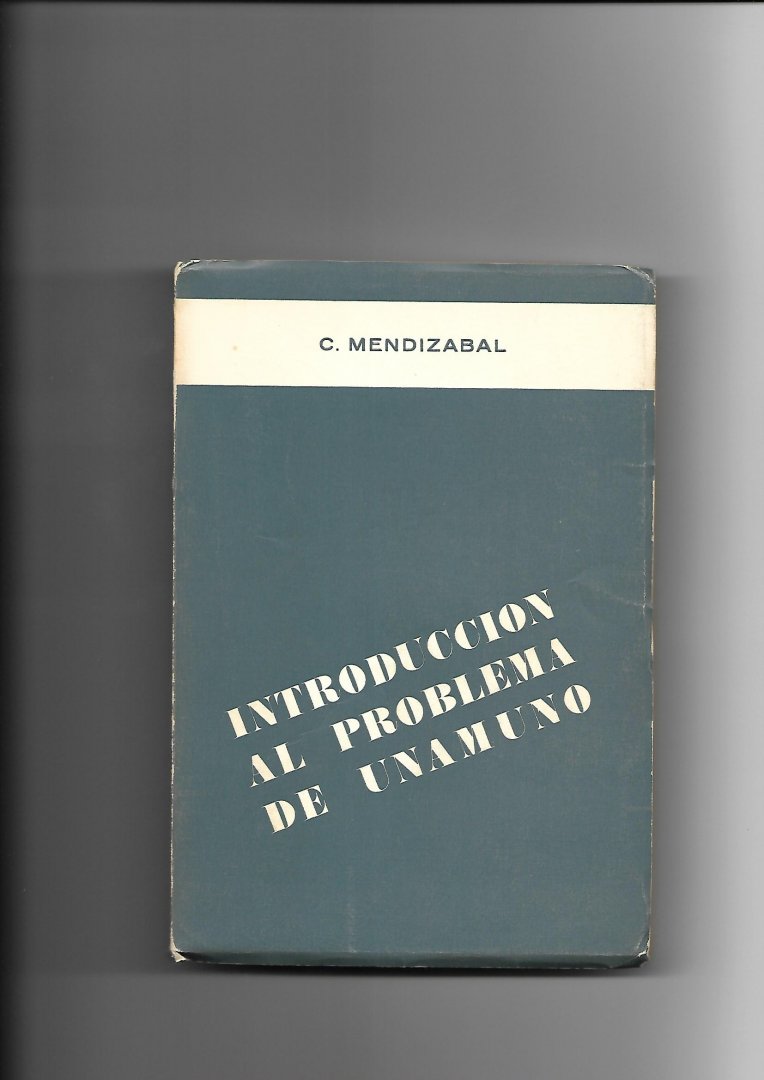 C. MENDIZABAL
INTRODUCCION
AL PROBLEMA
DE UNAMUNO